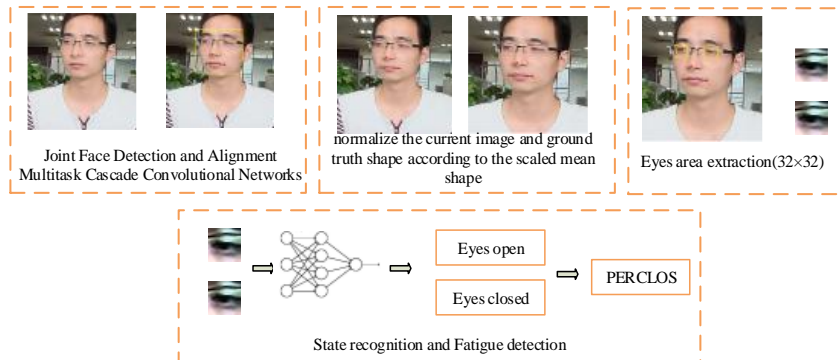 Joint Face Detection and Alignment
Multitask Cascade Convolutional Networks
normalize the current image and ground
truth shape according to the scaled mean
shape
Eyes area extraction(32×32)
Eyes open
Eyes closed
PERCLOS
State recognition and Fatigue detection